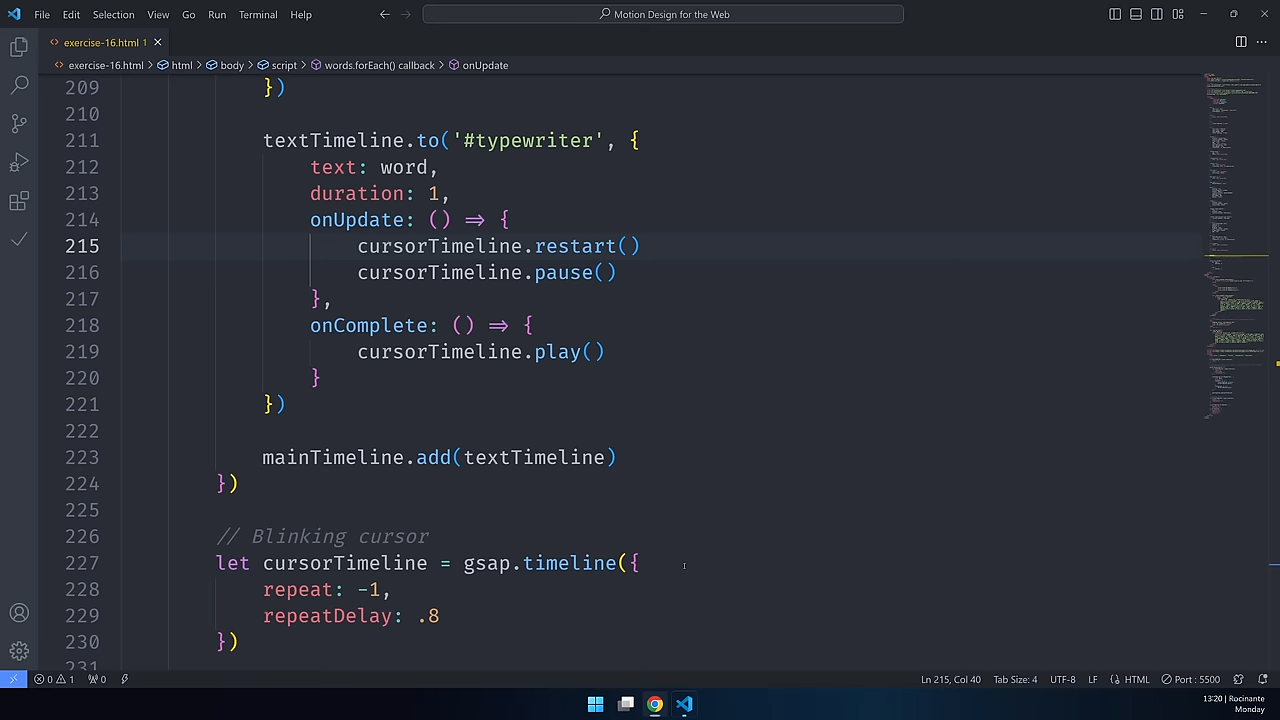 File Edit Selection View Go Run Terminal Help
Motion Design for the Web
exercise-16.html 1
exercise-16.html > html > body > script > words.forEach() callback > onUpdate
209 })
210
211 textTimeline.to('#typewriter', {
212 text: word,
213 duration: 1,
214 onUpdate: () => {
215 cursorTimeline.restart()
216 cursorTimeline.pause()
217 },
218 onComplete: () => {
219 cursorTimeline.play()
220 }
221 })
222
223 mainTimeline.add(textTimeline)
224 })
225
226 // Blinking cursor
227 let cursorTimeline = gsap.timeline({
228 repeat: -1,
229 repeatDelay: .8
230 })
231
0 1 0 Ln 215, Col 40 Tab Size: 4 UTF-8 LF HTML Port : 5500
13:20 | Rocinante
Monday